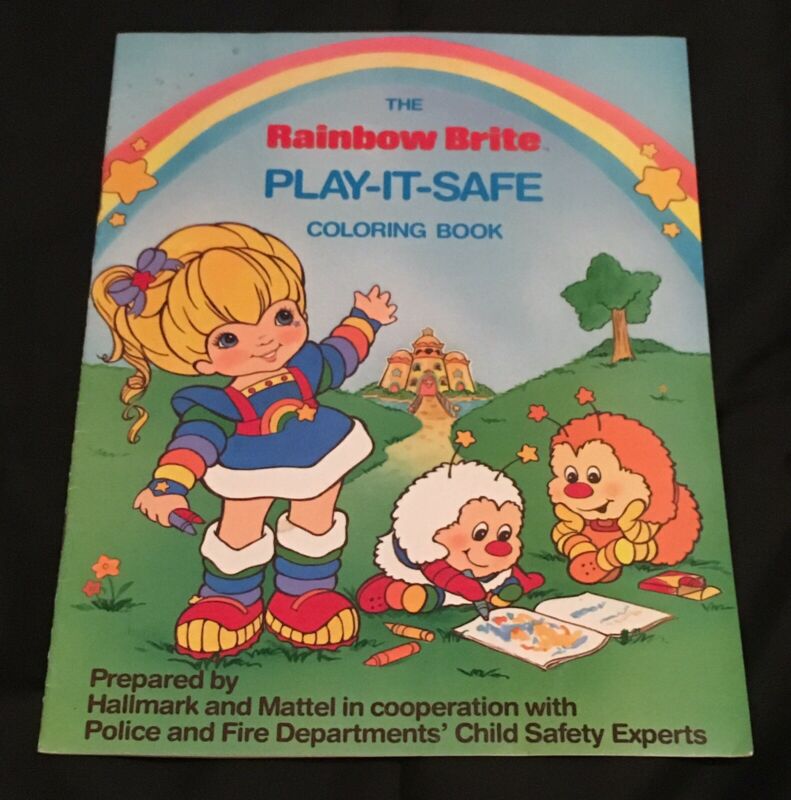 THE
Rainbow Brite™
PLAY-IT-SAFE
COLORING BOOK
Prepared by
Hallmark and Mattel in cooperation with
Police and Fire Departments' Child Safety Experts